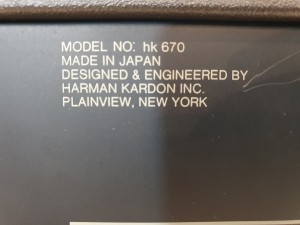 MODEL NO: hk 670
MADE IN JAPAN
DESIGNED & ENGINEERED BY
HARMAN KARDON INC.
PLAINVIEW, NEW YORK